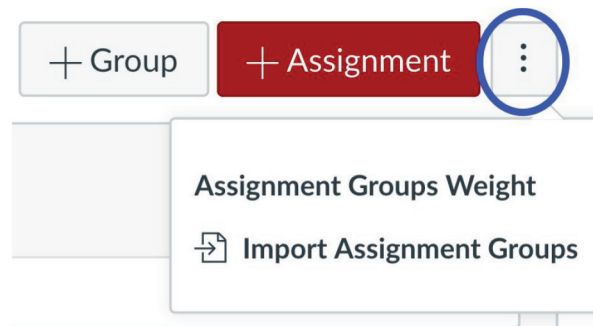 + Group + Assignment
Assignment Groups Weight
Import Assignment Groups